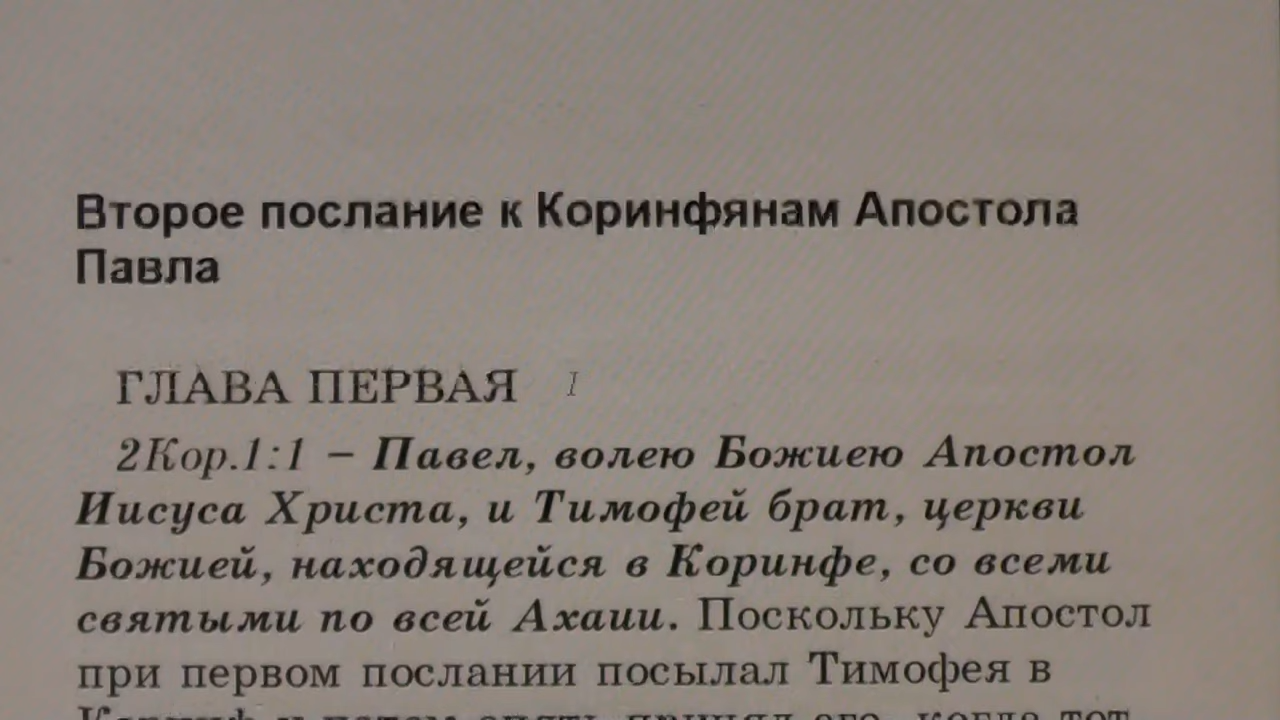 Второе послание к Коринфянам Апостола
Павла
ГЛАВА ПЕРВАЯ I
2Кор.1:1 – Павел, волею Божиею Апостол
Иисуса Христа, и Тимофей брат, церкви
Божией, находящейся в Коринфе, со всеми
святыми по всей Ахаии. Поскольку Апостол
при первом послании посылал Тимофея в